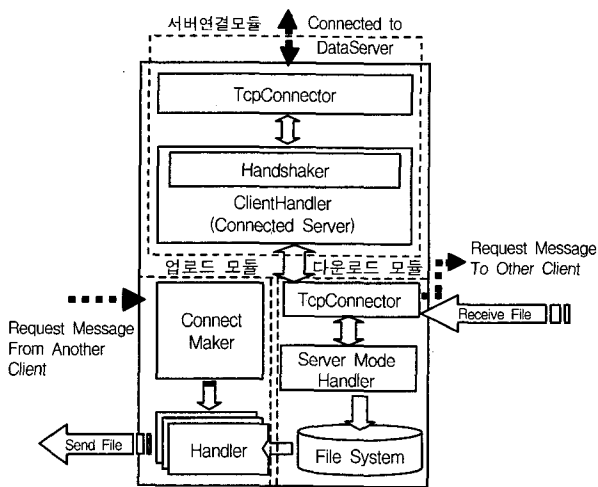 서버연결모듈
Connected to
DataServer
TcpConnector
Handshaker
ClientHandler
(Connected Server)
업로드 모듈
다운로드 모듈
Request Message
To Other Client
TcpConnector
Receive File
Request Message
From Another
Client
Connect
Maker
Server Mode
Handler
Send File
Handler
File System